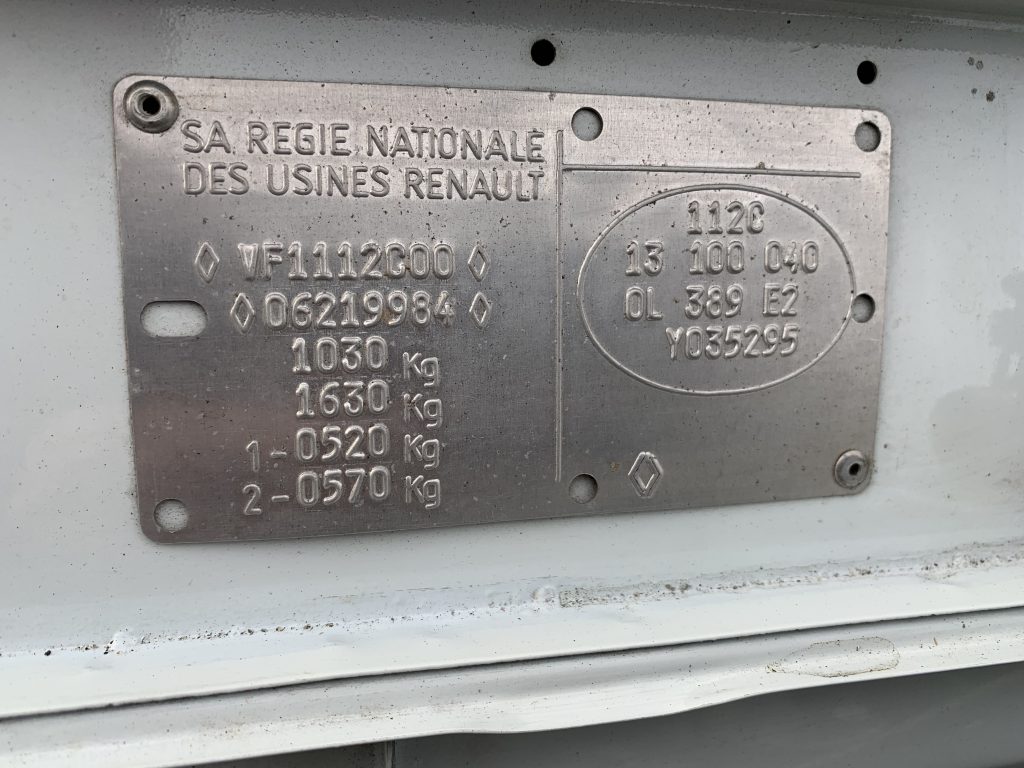 SA REGIE NATIONALE
DES USINES RENAULT
◊ VF1112C00 ◊
◊ 06219984 ◊
1030 Kg
1630 Kg
1-0520 Kg
2-0570 Kg
112C
13 100 040
0L 389 E2
Y035295